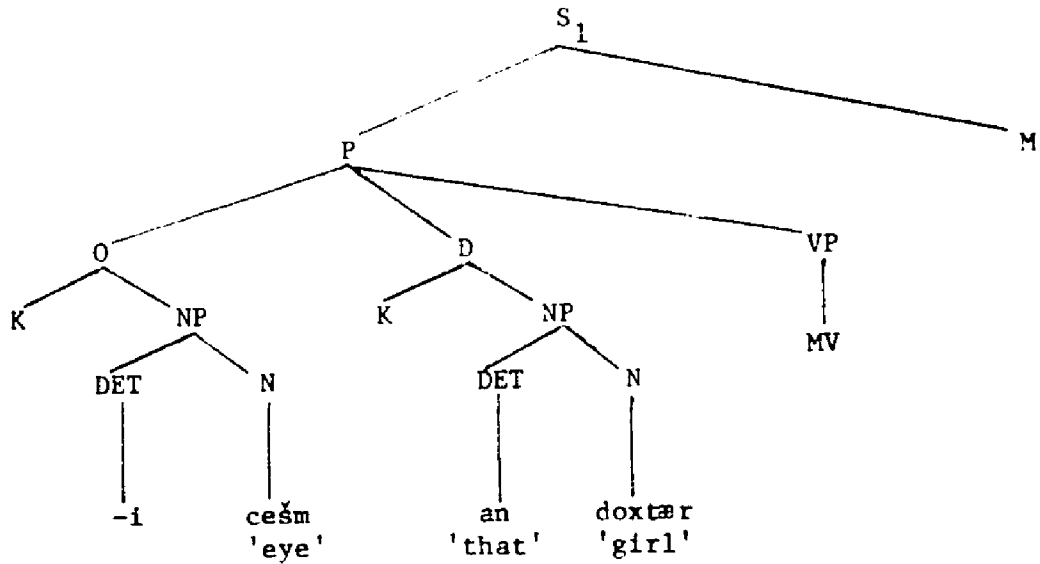 S1
P M
O D VP
K NP K NP MV
DET N DET N
-i cešm an doxtær
'eye' 'that' 'girl'